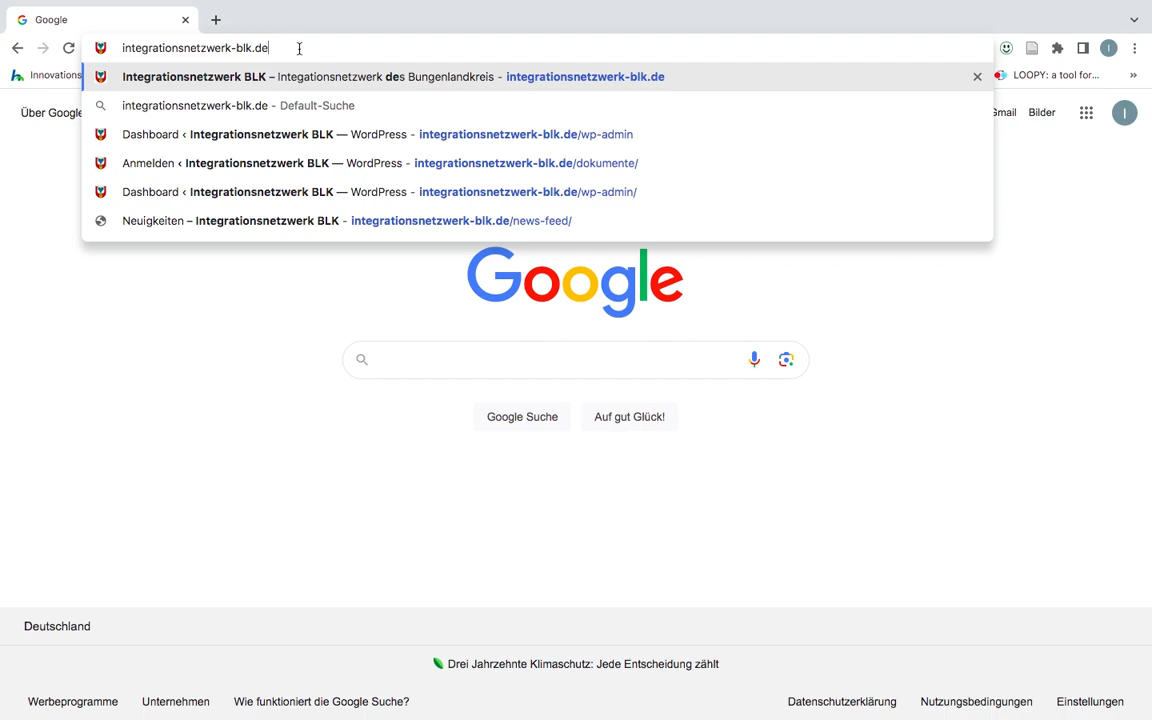 Google
integrationsnetzwerk-blk.de
Innovations
Integrationsnetzwerk BLK – Integationsnetzwerk des Bungenlandkreis - integrationsnetzwerk-blk.de
LOOPY: a tool for...
»
integrationsnetzwerk-blk.de - Default-Suche
Über Google
Gmail Bilder
I
Dashboard ‹ Integrationsnetzwerk BLK — WordPress - integrationsnetzwerk-blk.de/wp-admin
Anmelden ‹ Integrationsnetzwerk BLK — WordPress - integrationsnetzwerk-blk.de/dokumente/
Dashboard ‹ Integrationsnetzwerk BLK — WordPress - integrationsnetzwerk-blk.de/wp-admin/
Neuigkeiten – Integrationsnetzwerk BLK - integrationsnetzwerk-blk.de/news-feed/
Google
Google Suche Auf gut Glück!
Deutschland
Drei Jahrzehnte Klimaschutz: Jede Entscheidung zählt
Werbeprogramme Unternehmen Wie funktioniert die Google Suche? Datenschutzerklärung Nutzungsbedingungen Einstellungen